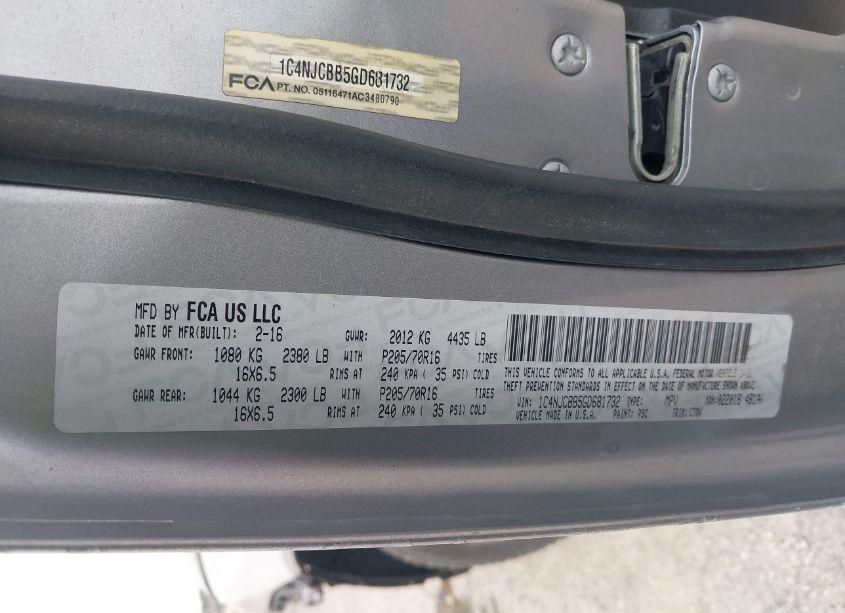 1C4NJCBB5GD681732
FCA PT. NO. 05116471AC3480790
MFD BY FCA US LLC
DATE OF MFR(BUILT): 2-16 GVWR: 2012 KG 4435 LB
GAWR FRONT: 1080 KG 2380 LB WITH P205/70R16 TIRES
16X6.5 RIMS AT 240 KPA ( 35 PSI) COLD
GAWR REAR: 1044 KG 2300 LB WITH P205/70R16 TIRES
16X6.5 RIMS AT 240 KPA ( 35 PSI) COLD
THIS VEHICLE CONFORMS TO ALL APPLICABLE U.S.A. FEDERAL MOTOR VEHICLE
THEFT PREVENTION STANDARDS IN EFFECT ON THE DATE OF MANUFACTURE SHOWN ABOVE.
VIN: 1C4NJCBB5GD681732 TYPE: MPV MDH:022018
VEHICLE MADE IN U.S.A. PAINT: PSC TRIM: